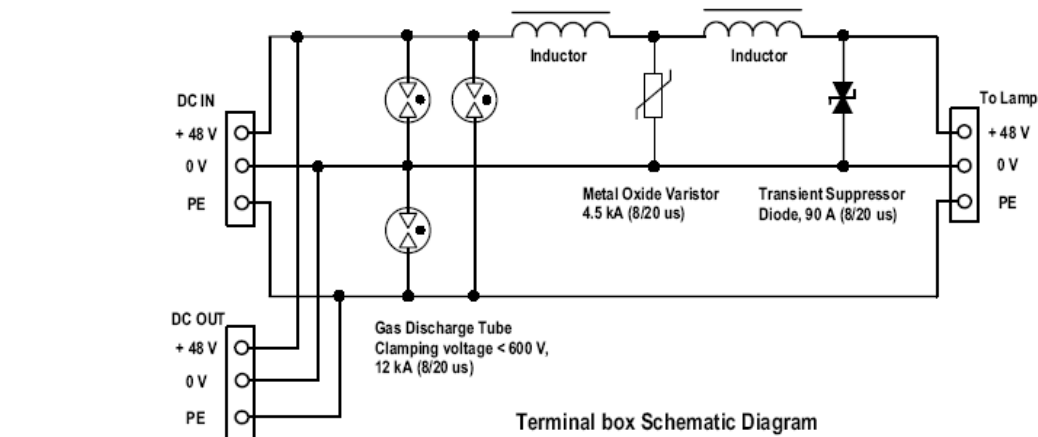 Inductor
Inductor
DC IN
+ 48 V
0 V
PE
To Lamp
+ 48 V
0 V
PE
Metal Oxide Varistor
4.5 kA (8/20 us)
Transient Suppressor
Diode, 90 A (8/20 us)
DC OUT
+ 48 V
0 V
PE
Gas Discharge Tube
Clamping voltage < 600 V,
12 kA (8/20 us)
Terminal box Schematic Diagram